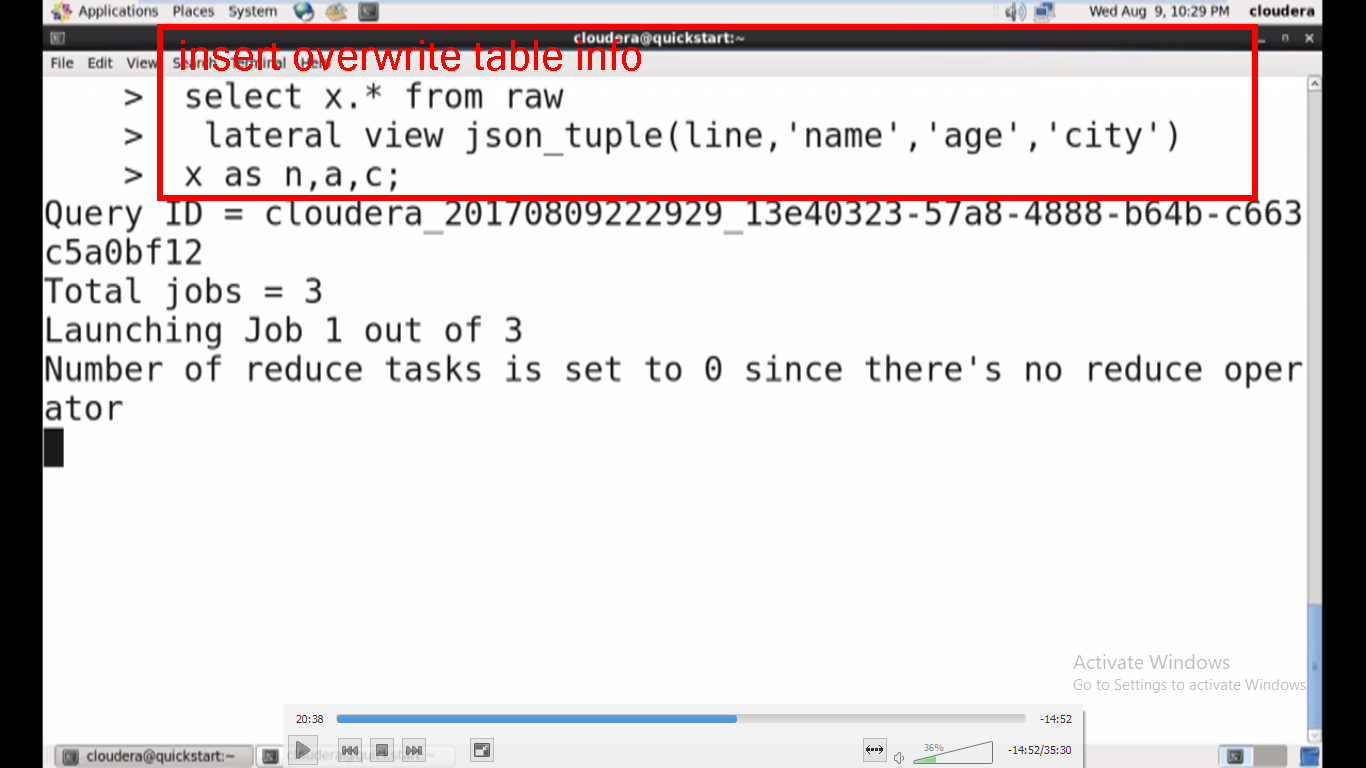 Applications Places System Wed Aug 9, 10:29 PM cloudera
cloudera@quickstart:~
File Edit View Search Terminal Help
insert overwrite table info
> select x.* from raw
> lateral view json_tuple(line,'name','age','city')
> x as n,a,c;
Query ID = cloudera_20170809222929_13e40323-57a8-4888-b64b-c663
c5a0bf12
Total jobs = 3
Launching Job 1 out of 3
Number of reduce tasks is set to 0 since there's no reduce oper
ator
Activate Windows
Go to Settings to activate Windows
20:38 -14:52
36%
-14:52/35:30
cloudera@quickstart:~ cloudera@quickstart:~